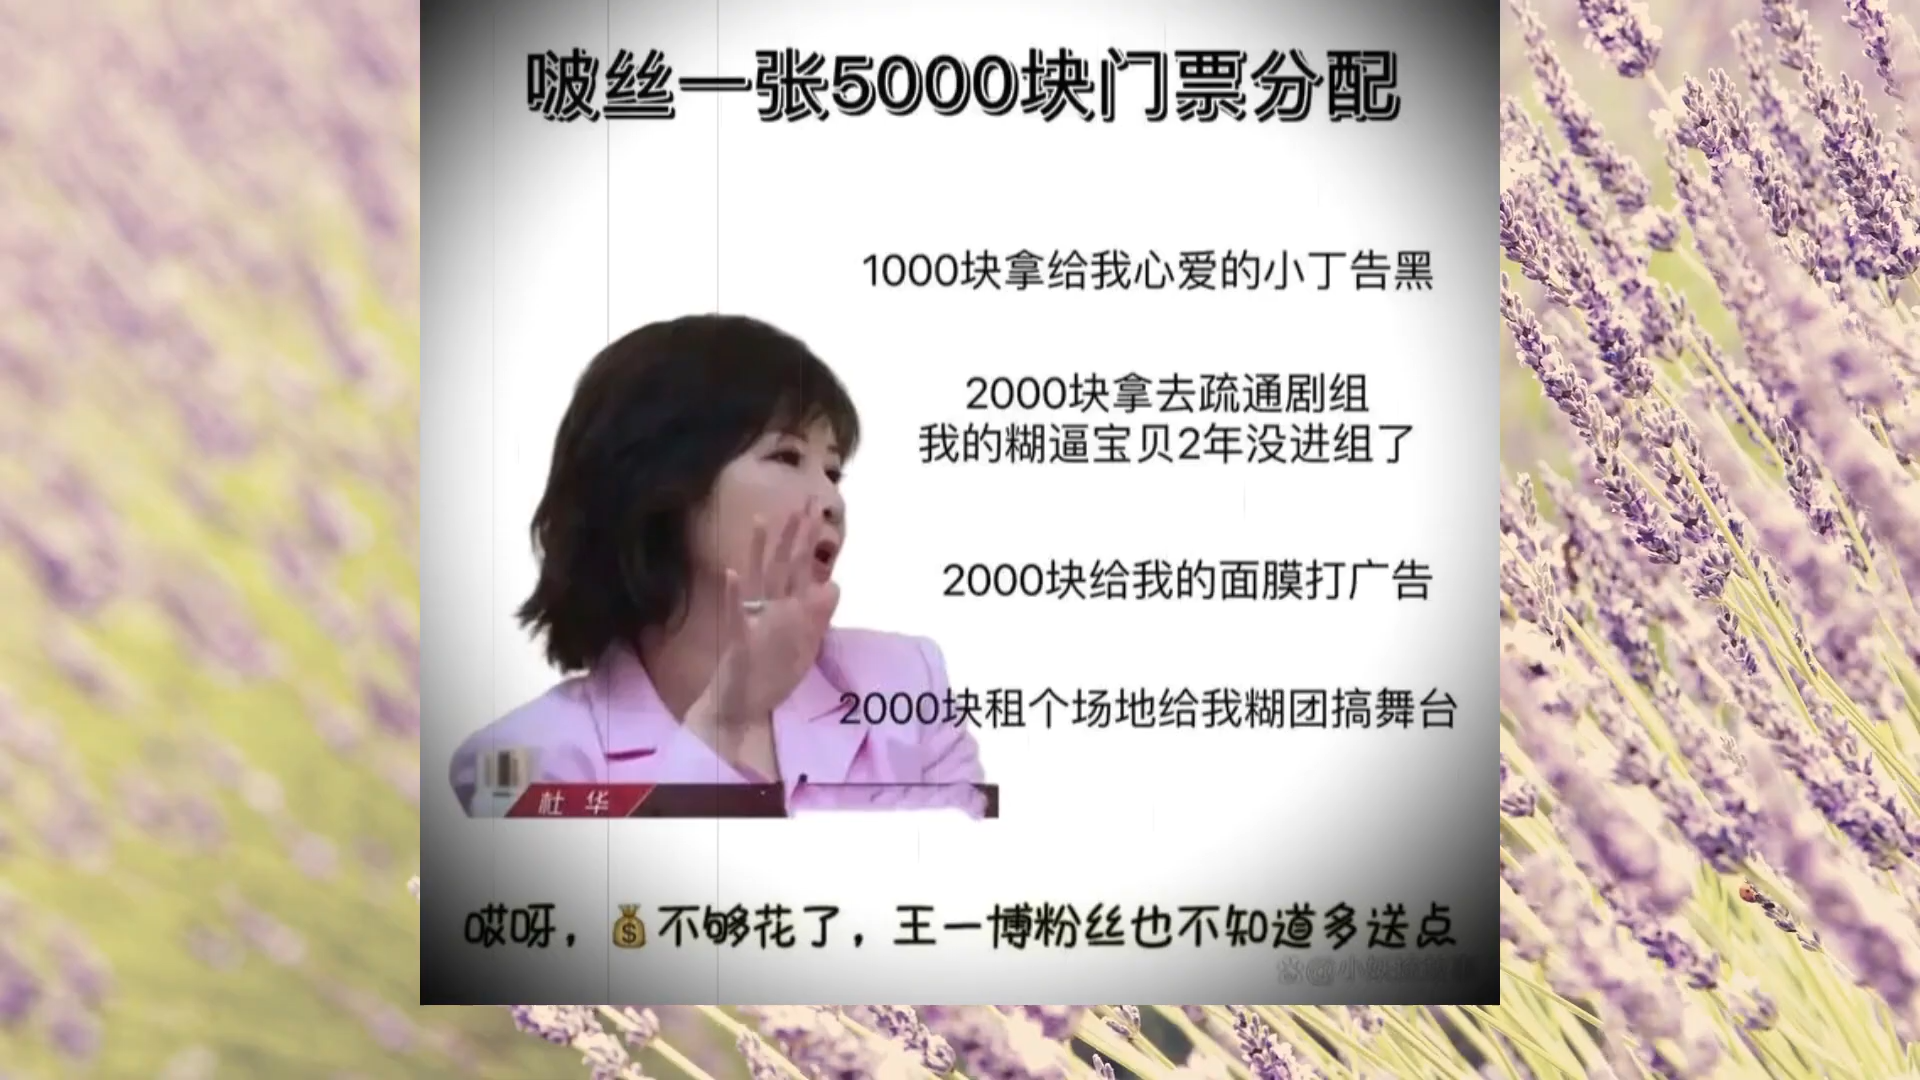 啵丝一张5000块门票分配
1000块拿给我心爱的小丁告黑
2000块拿去疏通剧组
我的糊逼宝贝2年没进组了
2000块给我的面膜打广告
2000块租个场地给我糊团搞舞台
杜华
哎呀，💰不够花了，王一博粉丝也不知道多送点